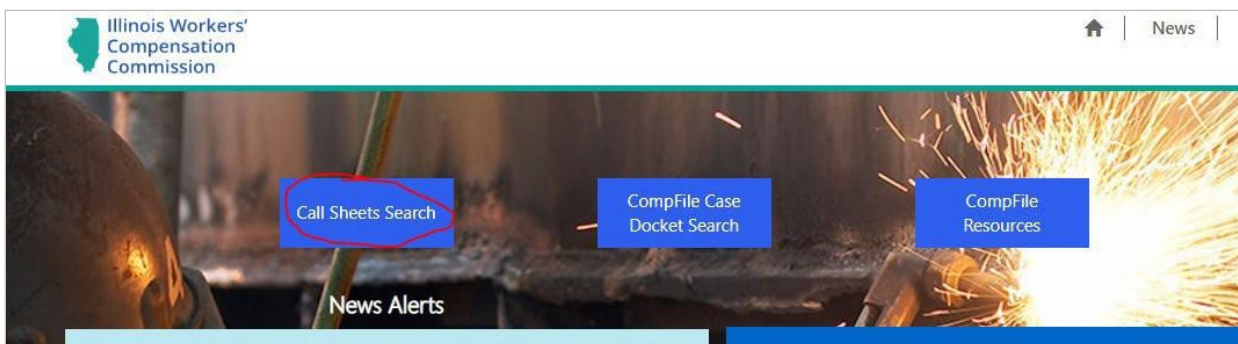 Illinois Workers'
Compensation
Commission
News
Call Sheets Search
CompFile Case
Docket Search
CompFile
Resources
News Alerts